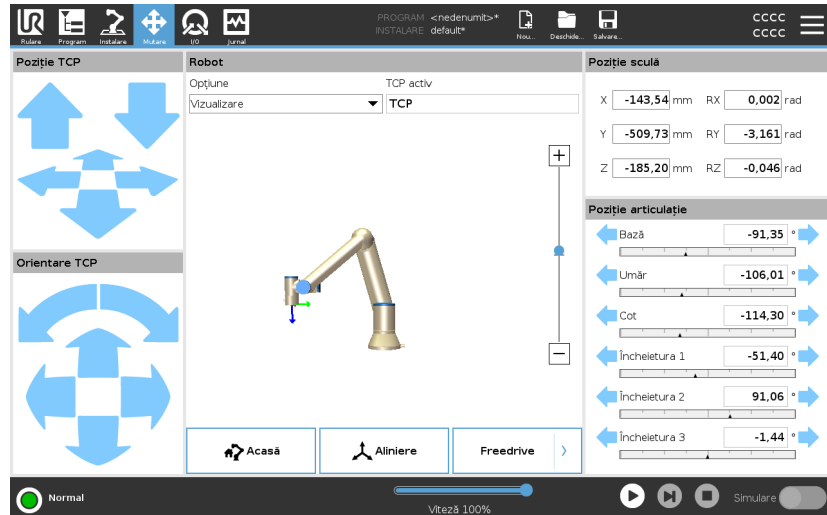 UR
Rulare Program Instalare Mutare I/O Jurnal
PROGRAM <nedenumit>*
INSTALARE default*
Nou... Deschide... Salvare...
CCCC
CCCC
Poziție TCP
Orientare TCP
Robot
Opțiune TCP activ
Vizualizare TCP
Acasă Aliniere Freedrive
Poziție sculă
X -143,54 mm RX 0,002 rad
Y -509,73 mm RY -3,161 rad
Z -185,20 mm RZ -0,046 rad
Poziție articulație
Bază -91,35 °
Umăr -106,01 °
Cot -114,30 °
Încheietura 1 -51,40 °
Încheietura 2 91,06 °
Încheietura 3 -1,44 °
Normal
Viteză 100%
Simulare